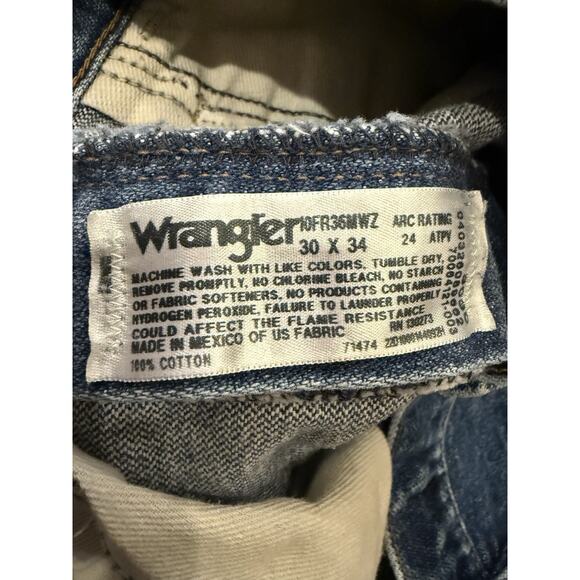 Wrangler 10FR36MWZ ARC RATING
30 X 34 24 ATPV
MACHINE WASH WITH LIKE COLORS, TUMBLE DRY,
REMOVE PROMPTLY, NO CHLORINE BLEACH, NO STARCH
OR FABRIC SOFTENERS, NO PRODUCTS CONTAINING
HYDROGEN PEROXIDE. FAILURE TO LAUNDER PROPERLY
COULD AFFECT THE FLAME RESISTANCE
MADE IN MEXICO OF US FABRIC RN 130273
100% COTTON 71474